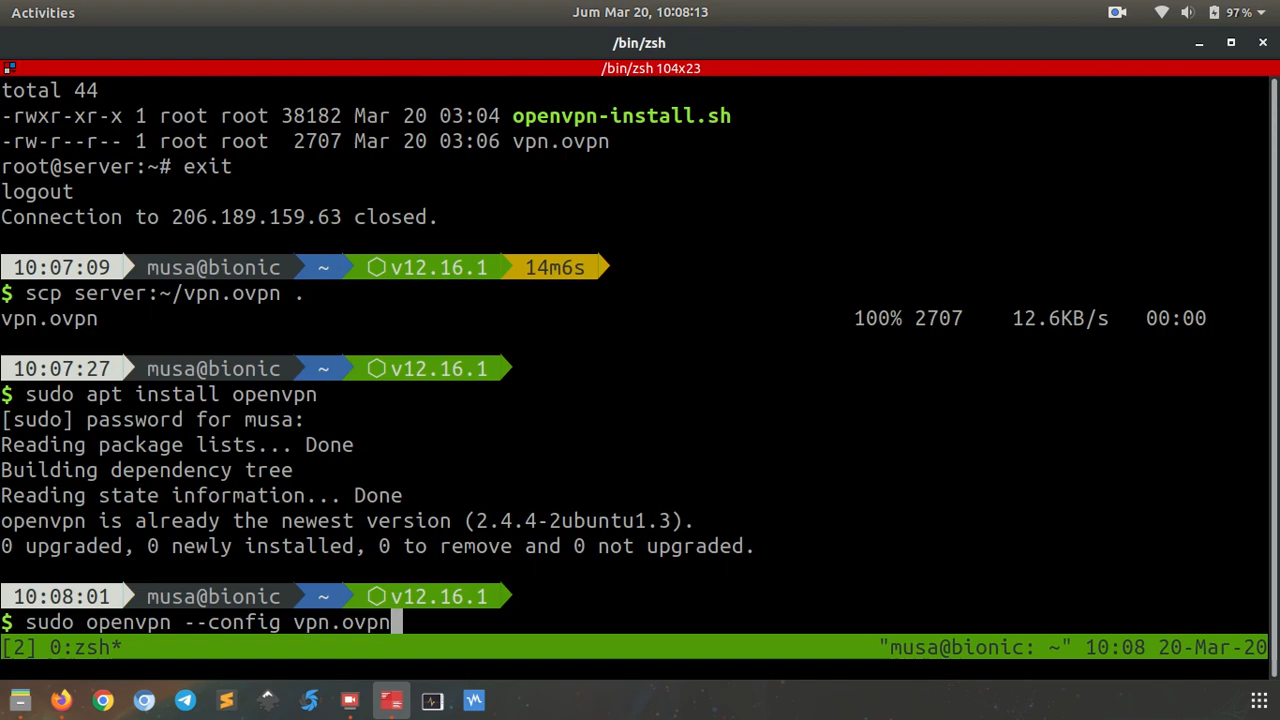 Activities
Jum Mar 20, 10:08:13
97%
/bin/zsh
/bin/zsh 104x23
total 44
-rwxr-xr-x 1 root root 38182 Mar 20 03:04 openvpn-install.sh
-rw-r--r-- 1 root root  2707 Mar 20 03:06 vpn.ovpn
root@server:~# exit
logout
Connection to 206.189.159.63 closed.
10:07:09 musa@bionic ~ v12.16.1 14m6s
$ scp server:~/vpn.ovpn .
vpn.ovpn 100% 2707 12.6KB/s 00:00
10:07:27 musa@bionic ~ v12.16.1
$ sudo apt install openvpn
[sudo] password for musa:
Reading package lists... Done
Building dependency tree
Reading state information... Done
openvpn is already the newest version (2.4.4-2ubuntu1.3).
0 upgraded, 0 newly installed, 0 to remove and 0 not upgraded.
10:08:01 musa@bionic ~ v12.16.1
$ sudo openvpn --config vpn.ovpn
[2] 0:zsh* "musa@bionic: ~" 10:08 20-Mar-20